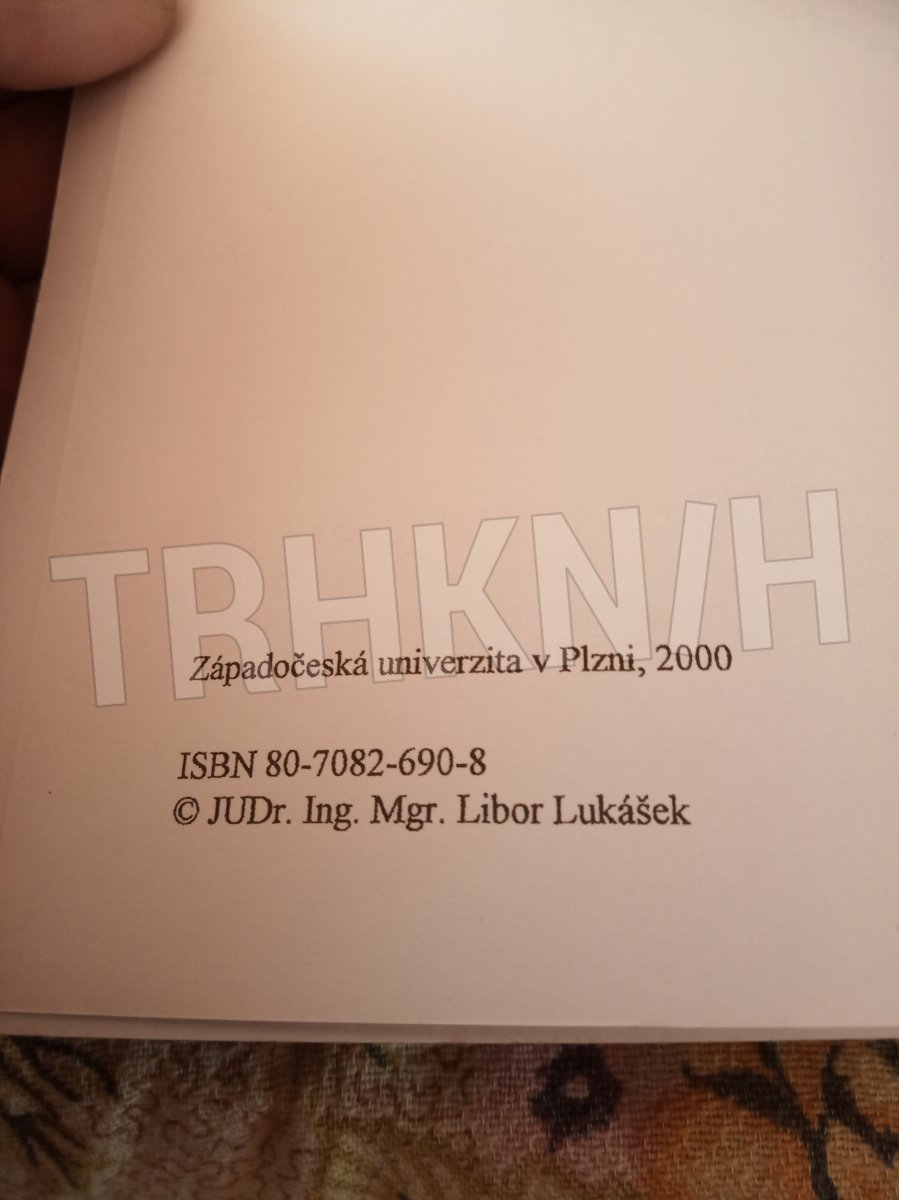 TRHKNIH
Západočeská univerzita v Plzni, 2000
ISBN 80-7082-690-8
© JUDr. Ing. Mgr. Libor Lukášek